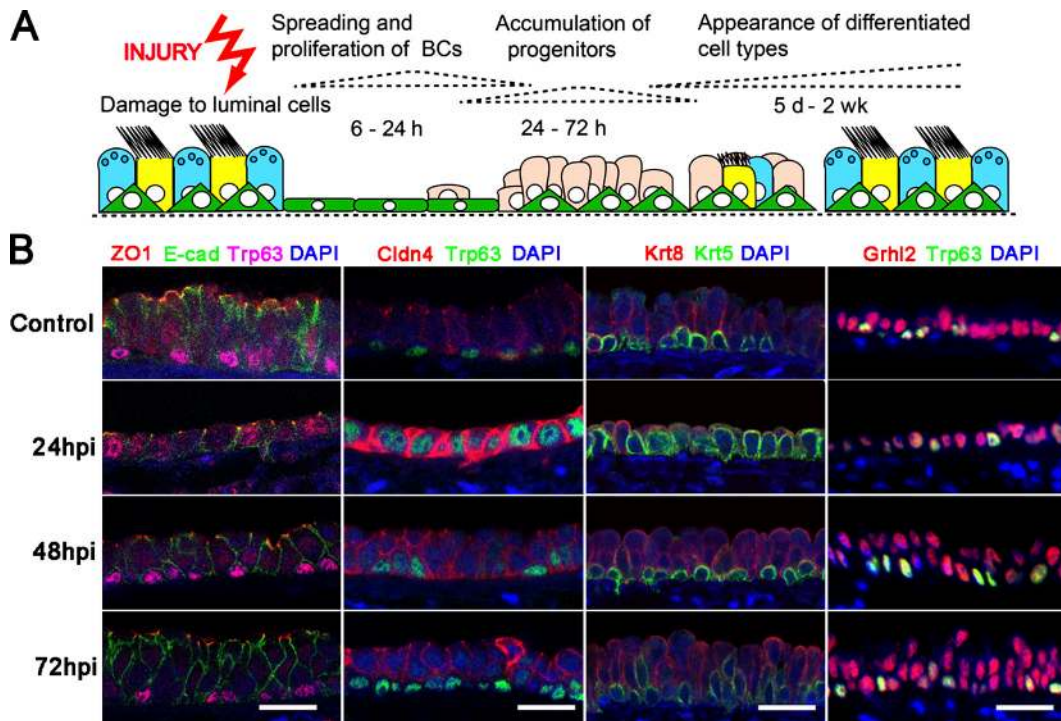 A
INJURY
Spreading and
proliferation of BCs
Accumulation of
progenitors
Appearance of differentiated
cell types
Damage to luminal cells
6 - 24 h
24 - 72 h
5 d - 2 wk
B
ZO1 E-cad Trp63 DAPI
Cldn4 Trp63 DAPI
Krt8 Krt5 DAPI
Grhl2 Trp63 DAPI
Control
24hpi
48hpi
72hpi